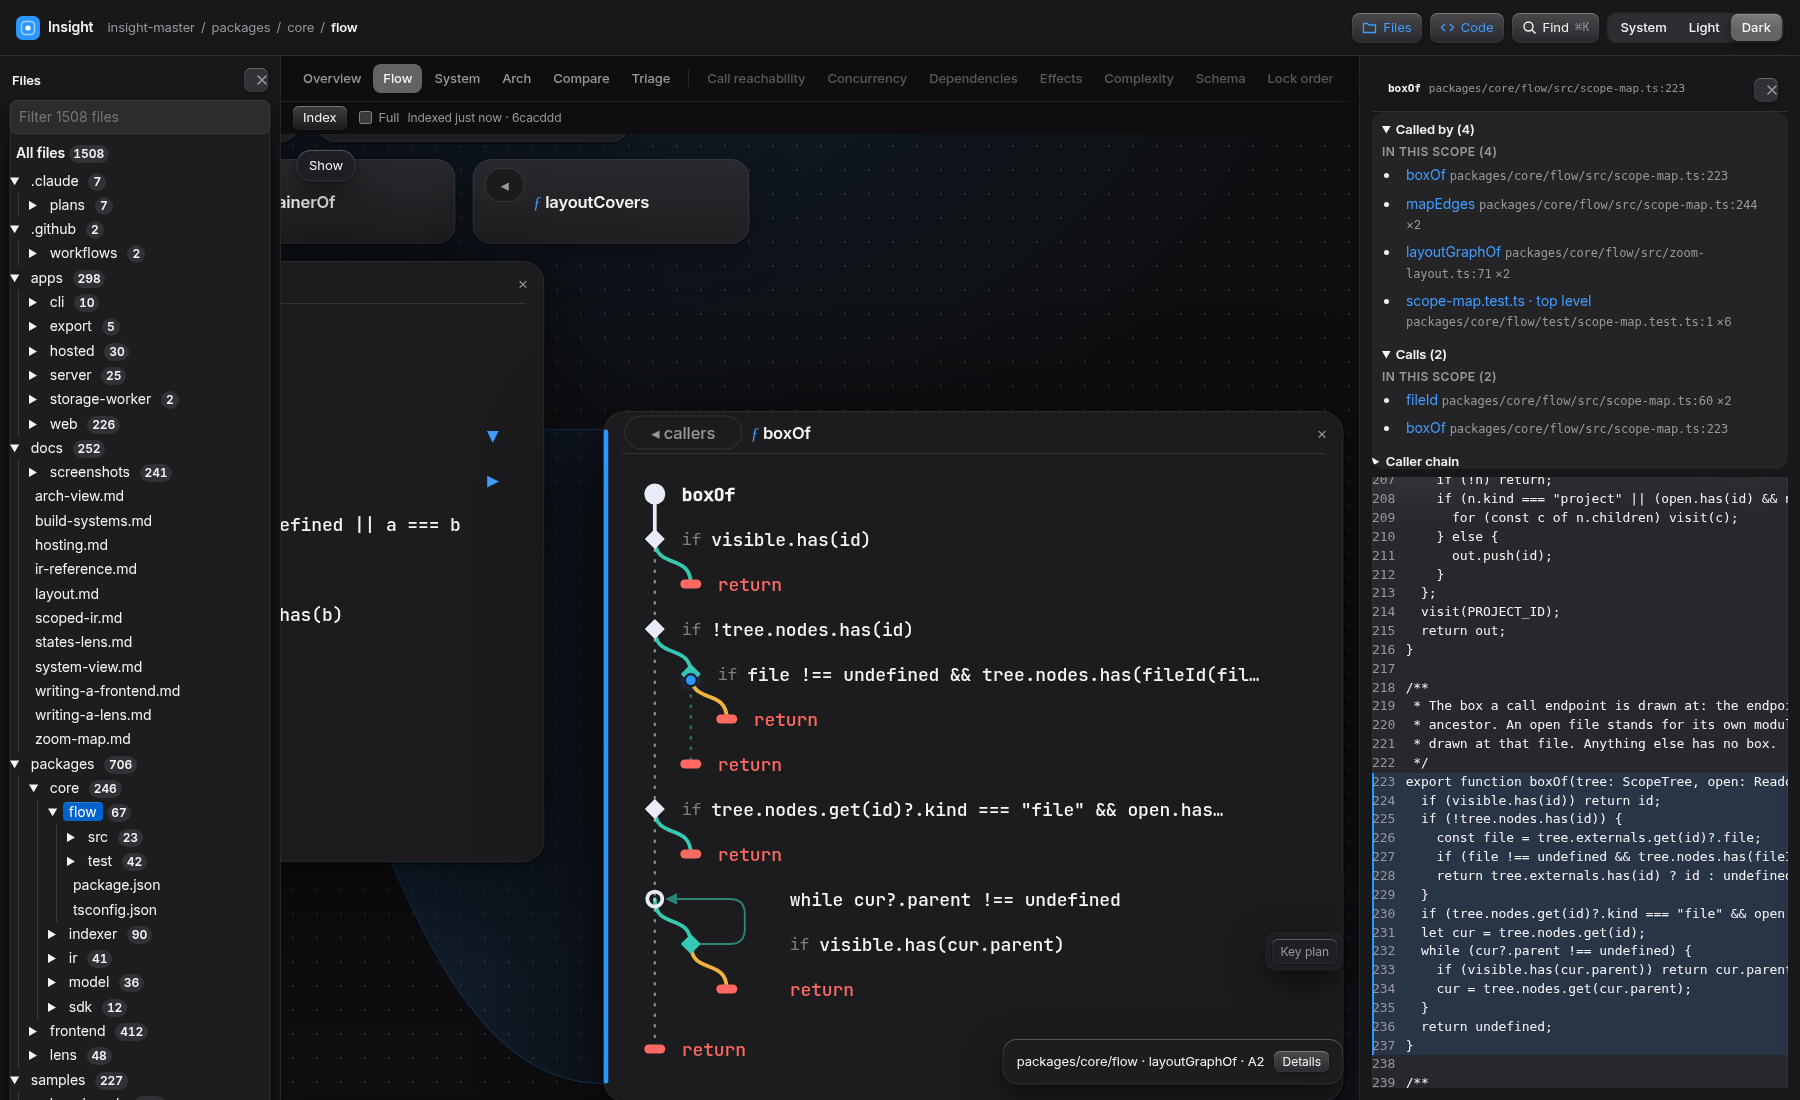 Insight insight-master / packages / core / flow
Files Code Find ⌘K System Light Dark
Files
Filter 1508 files
All files 1508
.claude 7
plans 7
.github 2
workflows 2
apps 298
cli 10
export 5
hosted 30
server 25
storage-worker 2
web 226
docs 252
screenshots 241
arch-view.md
build-systems.md
hosting.md
ir-reference.md
layout.md
scoped-ir.md
states-lens.md
system-view.md
writing-a-frontend.md
writing-a-lens.md
zoom-map.md
packages 706
core 246
flow 67
src 23
test 42
package.json
tsconfig.json
indexer 90
ir 41
model 36
sdk 12
frontend 412
lens 48
samples 227
Overview Flow System Arch Compare Triage Call reachability Concurrency Dependencies Effects Complexity Schema Lock order
Index Full Indexed just now · 6cacddd
Show
ainerOf
ƒ layoutCovers
×
efined || a === b
has(b)
◂ callers ƒ boxOf ×
boxOf
if visible.has(id)
return
if !tree.nodes.has(id)
if file !== undefined && tree.nodes.has(fileId(fil…
return
return
if tree.nodes.get(id)?.kind === "file" && open.has…
return
while cur?.parent !== undefined
if visible.has(cur.parent)
return
return
Key plan
packages/core/flow · layoutGraphOf · A2 Details
boxOf packages/core/flow/src/scope-map.ts:223
▼ Called by (4)
IN THIS SCOPE (4)
• boxOf packages/core/flow/src/scope-map.ts:223
• mapEdges packages/core/flow/src/scope-map.ts:244
×2
• layoutGraphOf packages/core/flow/src/zoom-
layout.ts:71 ×2
• scope-map.test.ts · top level
packages/core/flow/test/scope-map.test.ts:1 ×6
▼ Calls (2)
IN THIS SCOPE (2)
• fileId packages/core/flow/src/scope-map.ts:60 ×2
• boxOf packages/core/flow/src/scope-map.ts:223
Caller chain
207 if (!n) return;
208 if (n.kind === "project" || (open.has(id) && n
209 for (const c of n.children) visit(c);
210 } else {
211 out.push(id);
212 }
213 };
214 visit(PROJECT_ID);
215 return out;
216 }
217
218 /**
219 * The box a call endpoint is drawn at: the endpoi
220 * ancestor. An open file stands for its own modul
221 * drawn at that file. Anything else has no box.
222 */
223 export function boxOf(tree: ScopeTree, open: Reado
224 if (visible.has(id)) return id;
225 if (!tree.nodes.has(id)) {
226 const file = tree.externals.get(id)?.file;
227 if (file !== undefined && tree.nodes.has(fileI
228 return tree.externals.has(id) ? id : undefined
229 }
230 if (tree.nodes.get(id)?.kind === "file" && open
231 let cur = tree.nodes.get(id);
232 while (cur?.parent !== undefined) {
233 if (visible.has(cur.parent)) return cur.parent
234 cur = tree.nodes.get(cur.parent);
235 }
236 return undefined;
237 }
238
239 /**